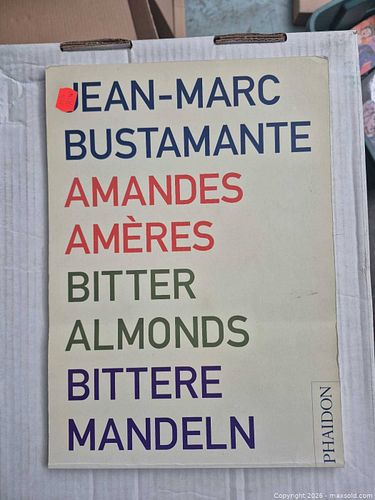 JEAN-MARC
BUSTAMANTE
AMANDES
AMÈRES
BITTER
ALMONDS
BITTERE
MANDELN
PHAIDON
Copyright 2026 - maxsold.com